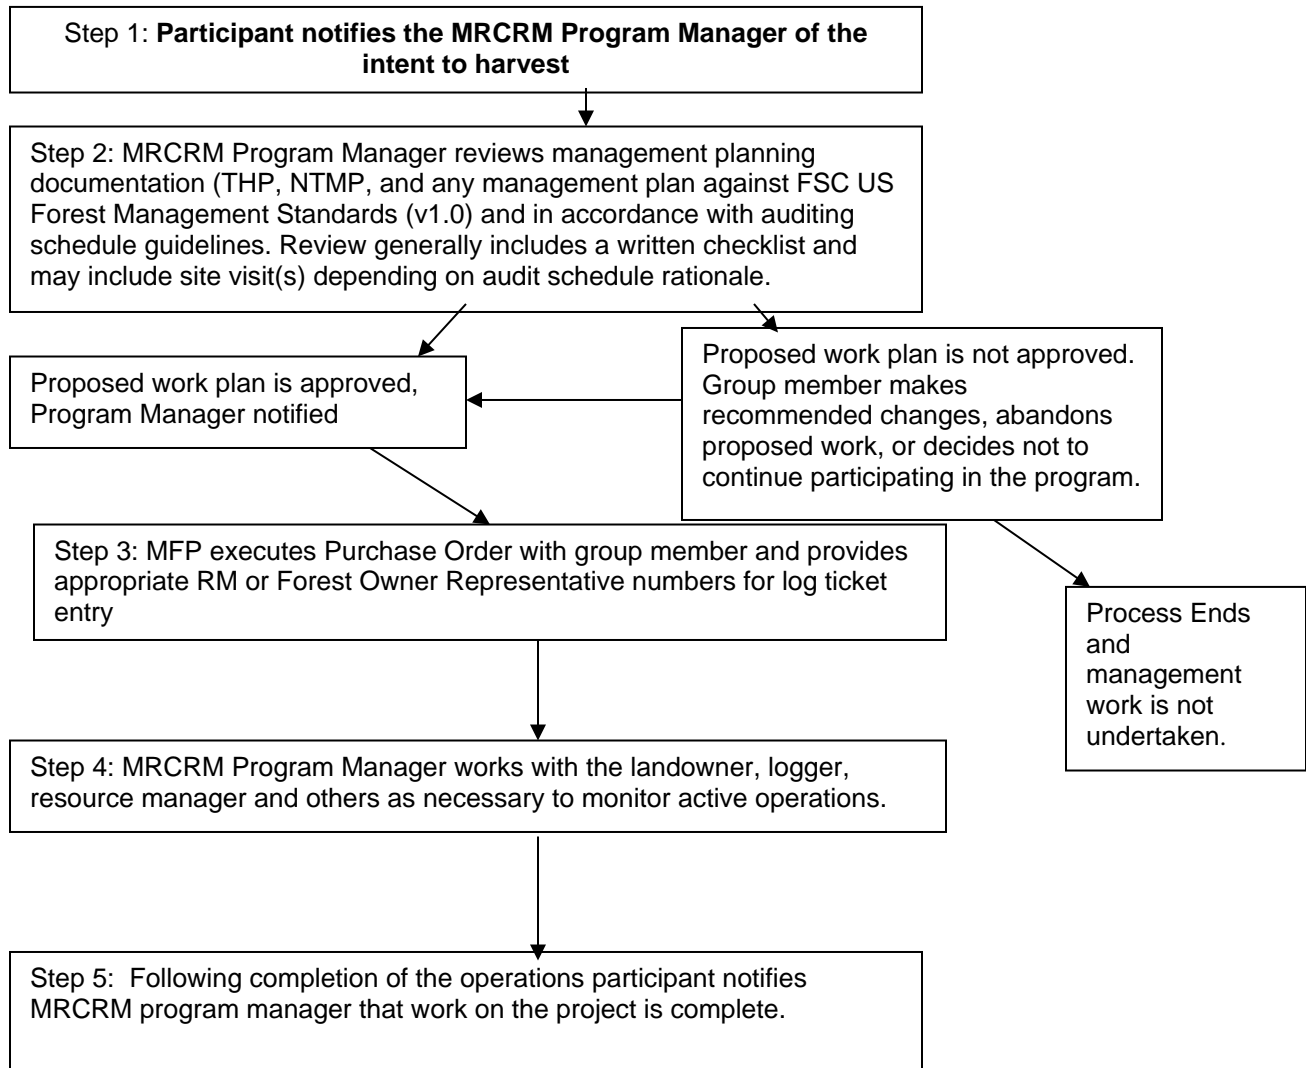 Step 1: Participant notifies the MRCRM Program Manager of the
intent to harvest
Step 2: MRCRM Program Manager reviews management planning
documentation (THP, NTMP, and any management plan against FSC US
Forest Management Standards (v1.0) and in accordance with auditing
schedule guidelines. Review generally includes a written checklist and
may include site visit(s) depending on audit schedule rationale.
Proposed work plan is approved,
Program Manager notified
Proposed work plan is not approved.
Group member makes
recommended changes, abandons
proposed work, or decides not to
continue participating in the program.
Step 3: MFP executes Purchase Order with group member and provides
appropriate RM or Forest Owner Representative numbers for log ticket
entry
Process Ends
and
management
work is not
undertaken.
Step 4: MRCRM Program Manager works with the landowner, logger,
resource manager and others as necessary to monitor active operations.
Step 5:  Following completion of the operations participant notifies
MRCRM program manager that work on the project is complete.